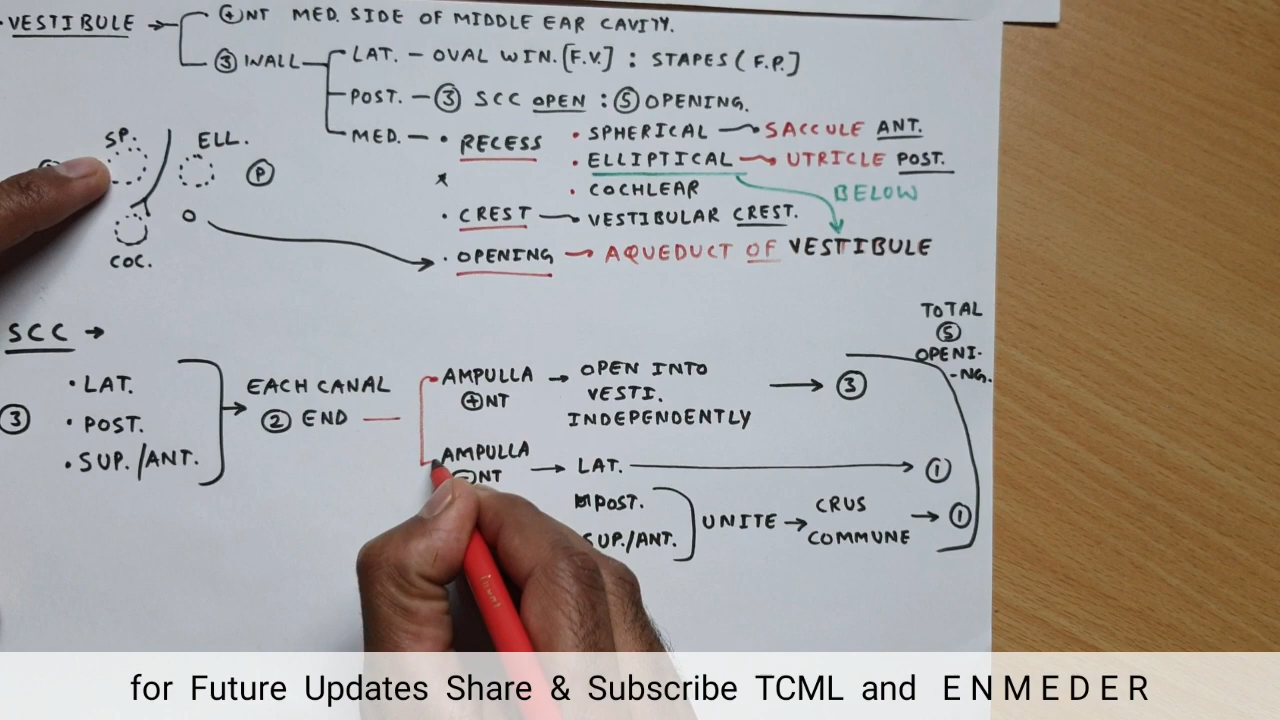 VESTIBULE → ⊕NT MED. SIDE OF MIDDLE EAR CAVITY.
③ WALL LAT. – OVAL WIN. [F.V.] : STAPES (F.P.)
POST. – ③ SCC OPEN : ⑤ OPENING.
MED. – • RECESS • SPHERICAL → SACCULE ANT.
• ELLIPTICAL → UTRICLE POST.
• COCHLEAR BELOW
• CREST → VESTIBULAR CREST.
• OPENING → AQUEDUCT OF VESTIBULE
SP. ELL.
Ⓟ
COC.
SCC →
③ • LAT.
• POST.
• SUP./ANT.
EACH CANAL
② END
AMPULLA → OPEN INTO
⊕NT VESTI.
INDEPENDENTLY → ③
AMPULLA → LAT. → ①
NT
POST.
SUP./ANT. UNITE → CRUS
COMMUNE → ①
TOTAL
⑤
OPENI-
-NG.
for Future Updates Share & Subscribe TCML and E N M E D E R